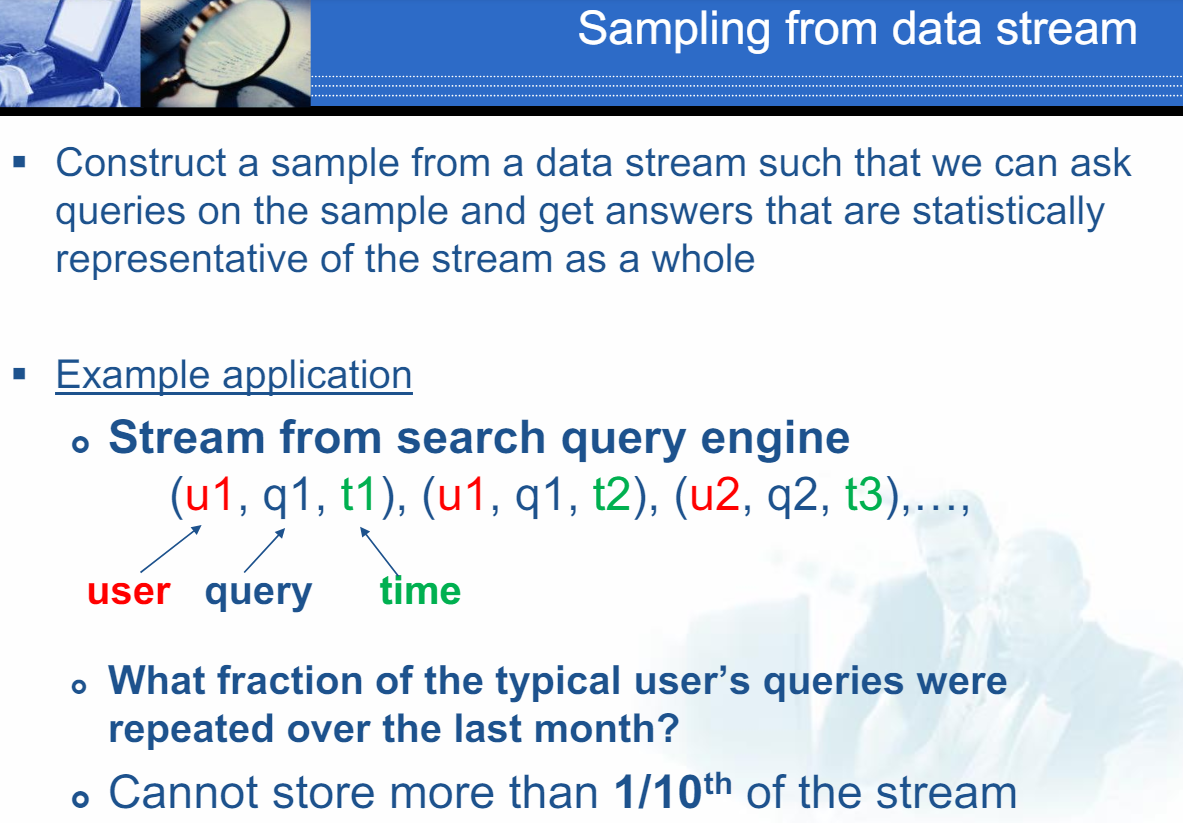 Sampling from data stream
▪ Construct a sample from a data stream such that we can ask
queries on the sample and get answers that are statistically
representative of the stream as a whole
▪ Example application
Stream from search query engine
(u1, q1, t1), (u1, q1, t2), (u2, q2, t3),…,
user query time
What fraction of the typical user’s queries were
repeated over the last month?
Cannot store more than 1/10th of the stream